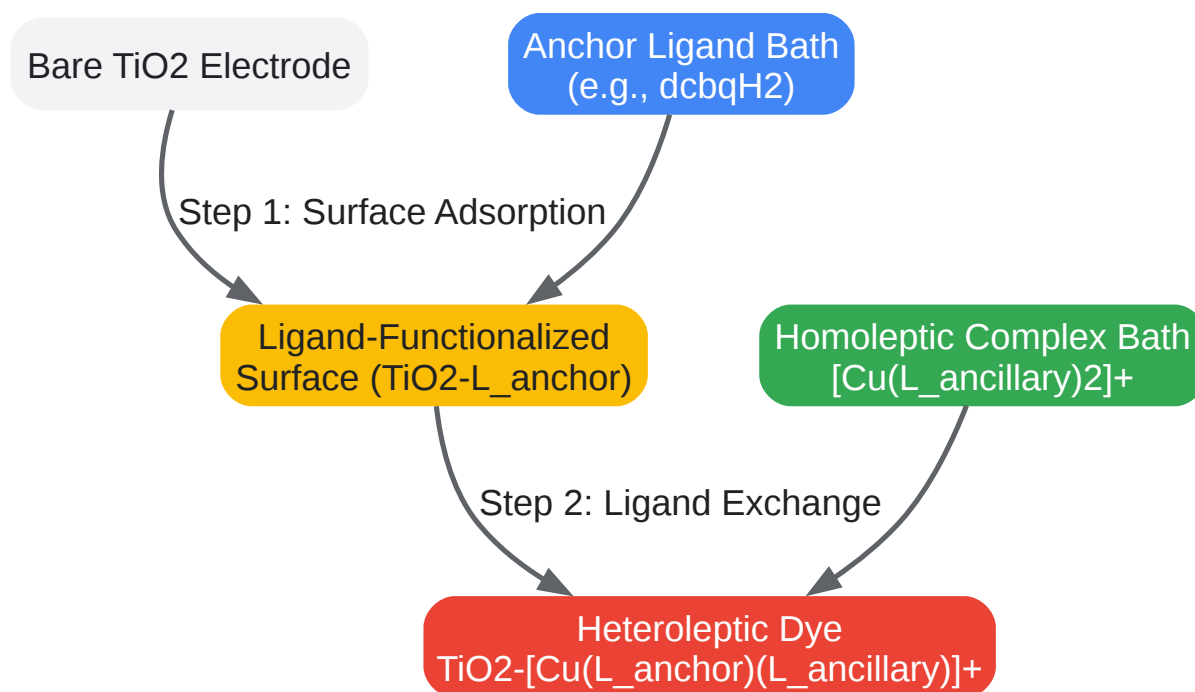 Bare TiO2 Electrode
Anchor Ligand Bath
(e.g., dcbqH2)
Step 1: Surface Adsorption
Ligand-Functionalized
Surface (TiO2-L_anchor)
Homoleptic Complex Bath
[Cu(L_ancillary)2]+
Step 2: Ligand Exchange
Heteroleptic Dye
TiO2-[Cu(L_anchor)(L_ancillary)]+